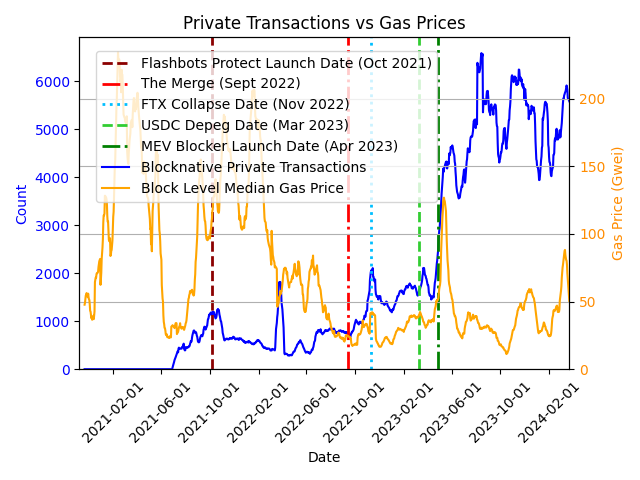 Private Transactions vs Gas Prices
Flashbots Protect Launch Date (Oct 2021)
The Merge (Sept 2022)
FTX Collapse Date (Nov 2022)
USDC Depeg Date (Mar 2023)
MEV Blocker Launch Date (Apr 2023)
Blocknative Private Transactions
Block Level Median Gas Price
6000
5000
4000
3000
2000
1000
0
Count
200
150
100
50
0
Gas Price (Gwei)
2021-02-01
2021-06-01
2021-10-01
2022-02-01
2022-06-01
2022-10-01
2023-02-01
2023-06-01
2023-10-01
2024-02-01
Date